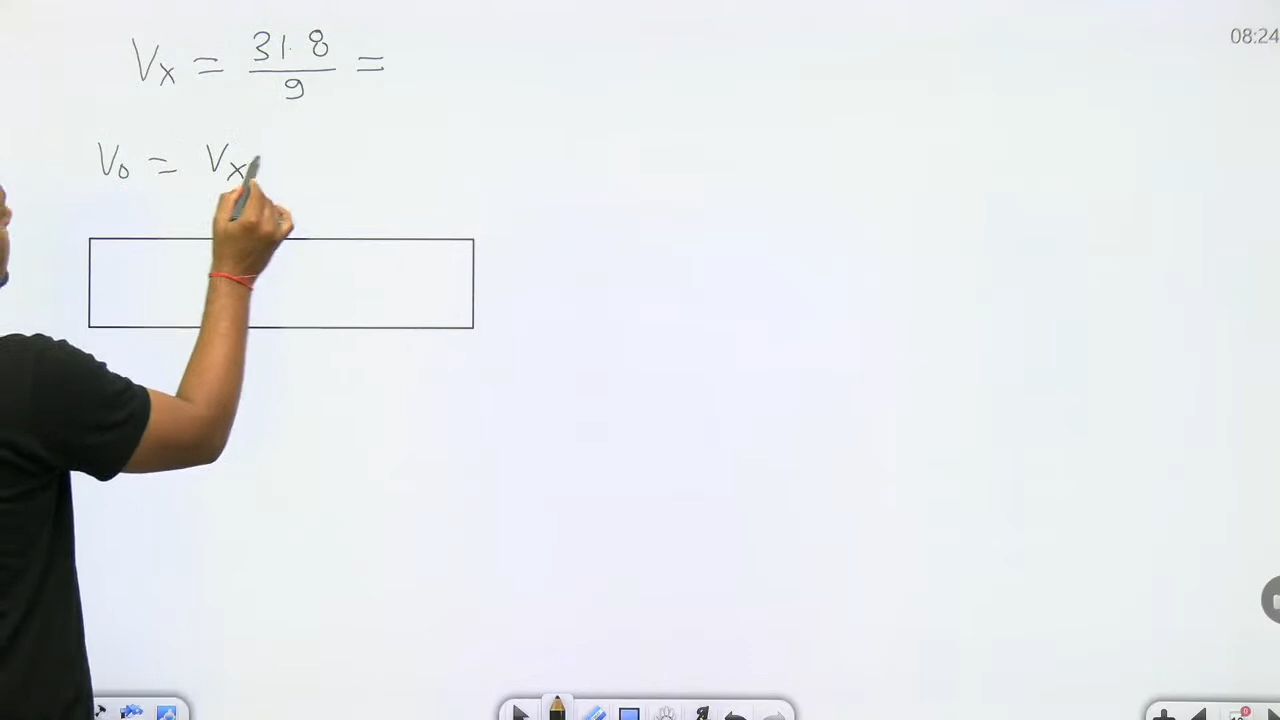 Vx = 31.8 / 9 =
V0 = Vx
08:24